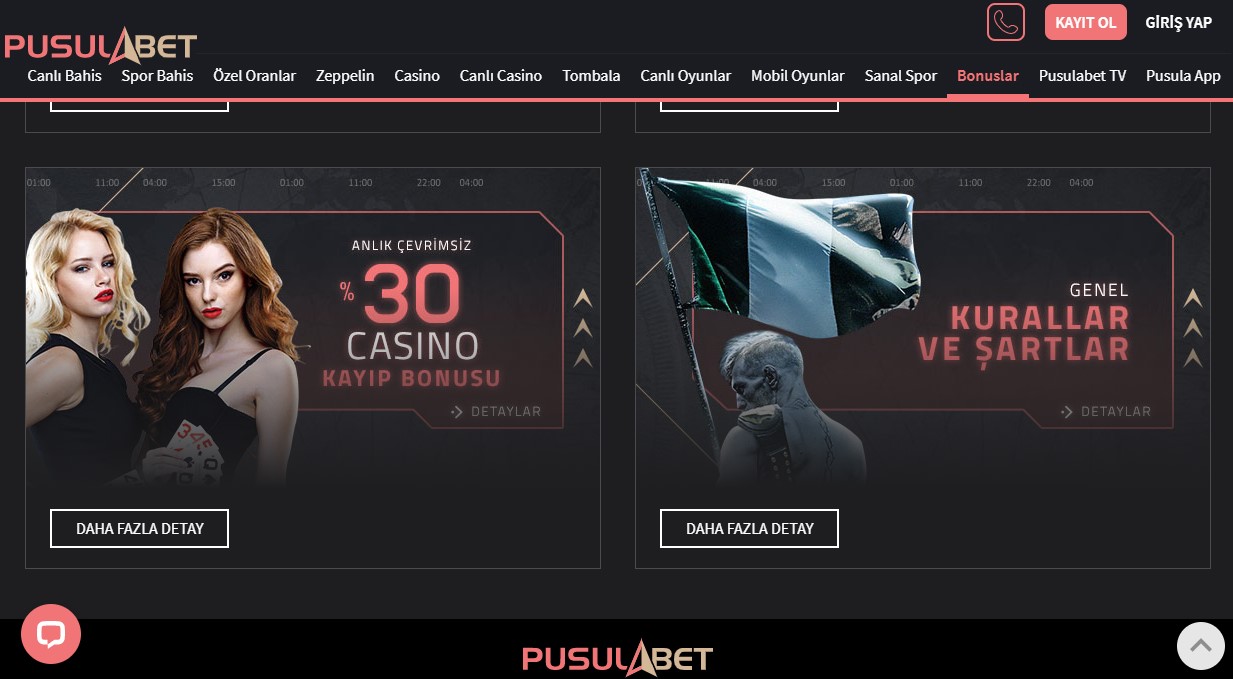 KAYIT OL
GİRİŞ YAP
PUSULABET
Canlı Bahis Spor Bahis Özel Oranlar Zeppelin Casino Canlı Casino Tombala Canlı Oyunlar Mobil Oyunlar Sanal Spor Bonuslar Pusulabet TV Pusula App
01:00 11:00 04:00 15:00 01:00 11:00 22:00 04:00
ANLIK ÇEVRİMSİZ
%30
CASINO
KAYIP BONUSU
DETAYLAR
DAHA FAZLA DETAY
11:00 04:00 15:00 01:00 11:00 22:00 04:00
GENEL
KURALLAR
VE ŞARTLAR
DETAYLAR
DAHA FAZLA DETAY
PUSULABET